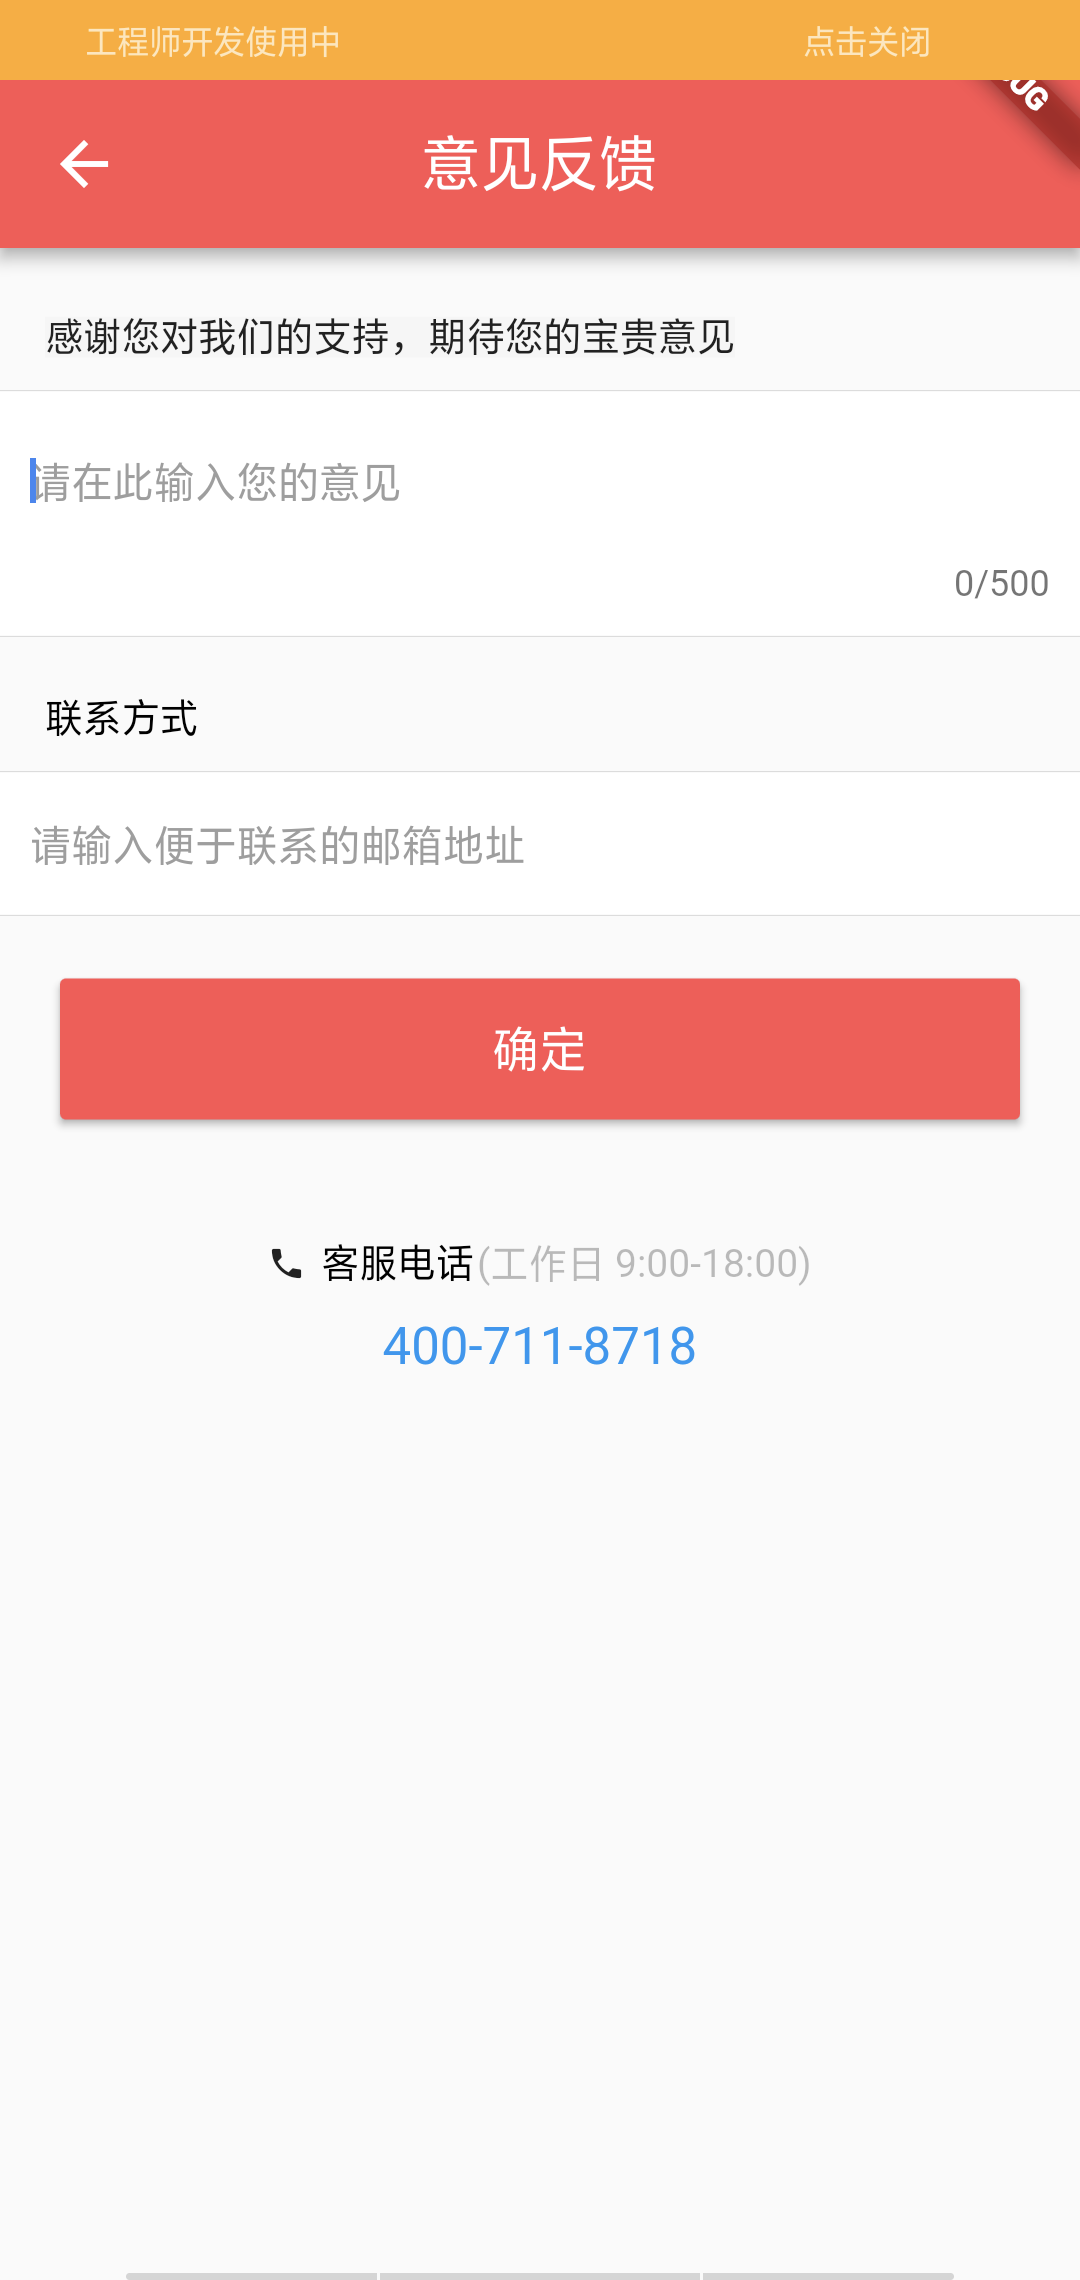 工程师开发使用中 点击关闭
UG
意见反馈
感谢您对我们的支持，期待您的宝贵意见
请在此输入您的意见
0/500
联系方式
请输入便于联系的邮箱地址
确定
客服电话(工作日 9:00-18:00)
400-711-8718